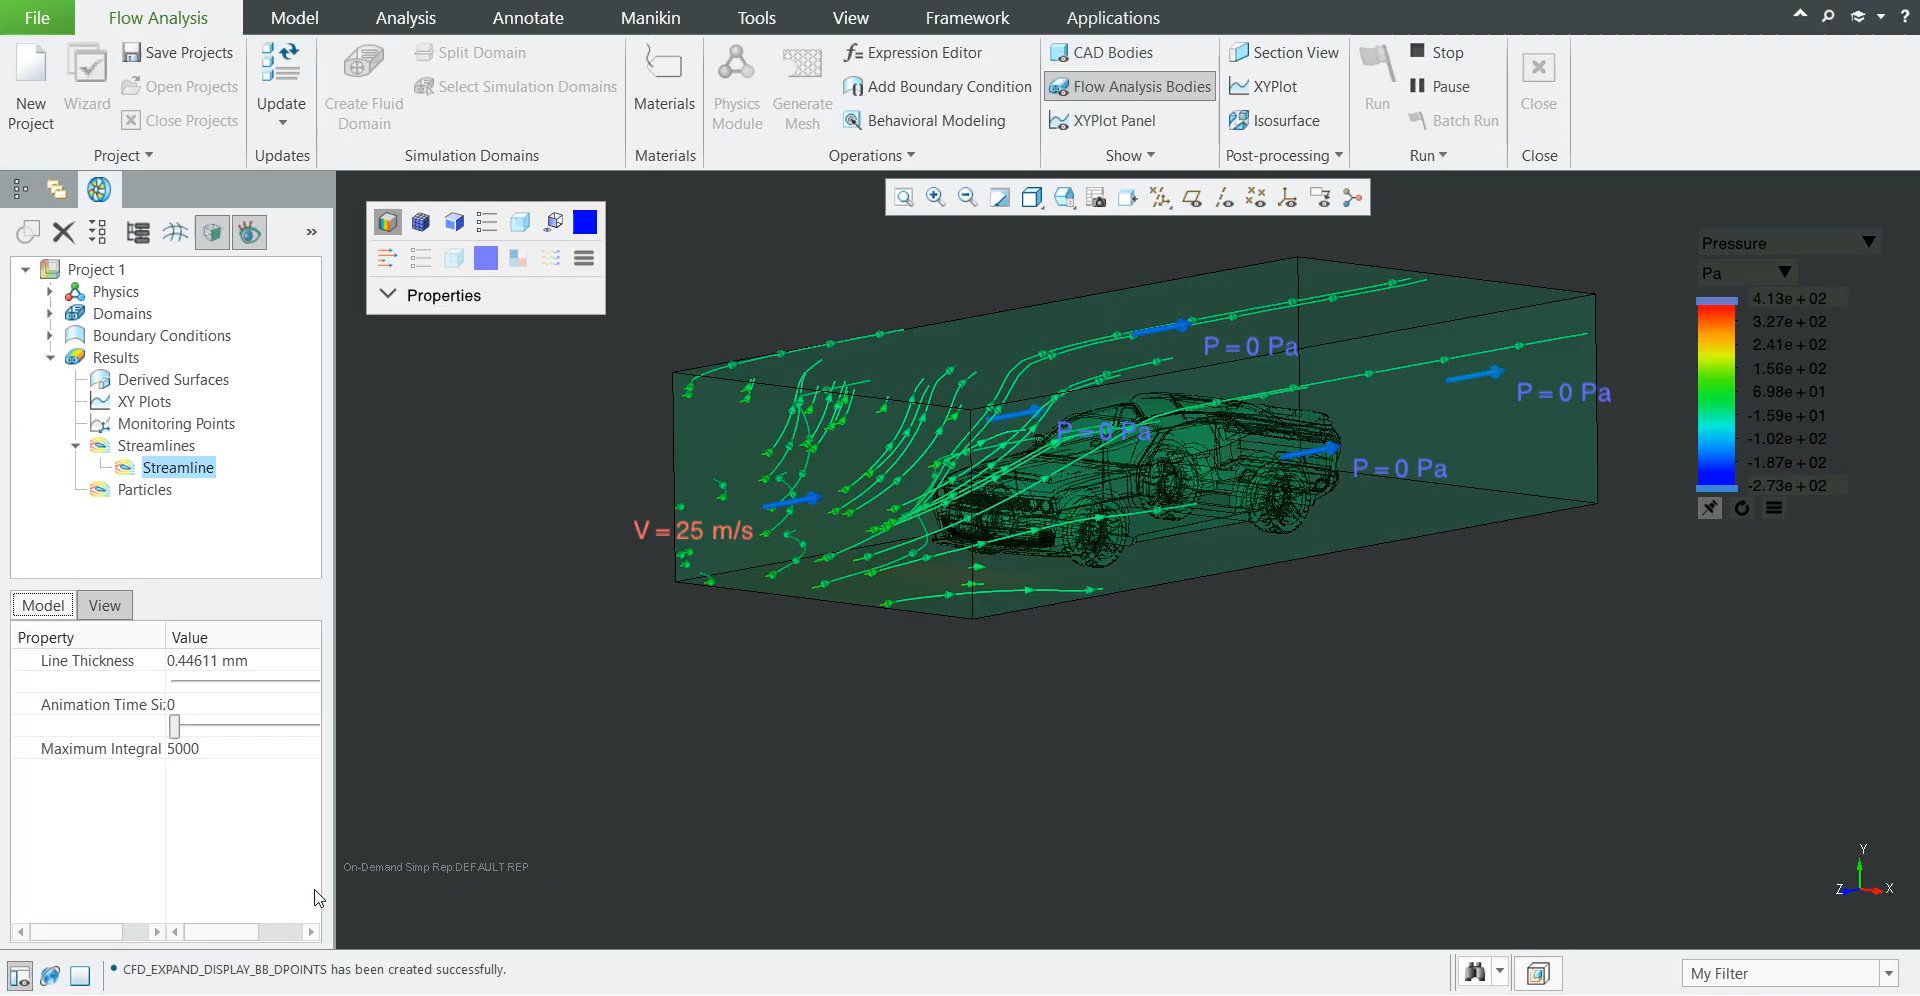 File
Flow Analysis
Model
Analysis
Annotate
Manikin
Tools
View
Framework
Applications
New
Project
Wizard
Save Projects
Open Projects
Close Projects
Project
Update
Updates
Create Fluid
Domain
Split Domain
Select Simulation Domains
Simulation Domains
Materials
Materials
Physics
Module
Generate
Mesh
Expression Editor
Add Boundary Condition
Behavioral Modeling
Operations
CAD Bodies
Flow Analysis Bodies
XYPlot Panel
Show
Section View
XYPlot
Isosurface
Post-processing
Run
Stop
Pause
Batch Run
Run
Close
Close
Project 1
Physics
Domains
Boundary Conditions
Results
Derived Surfaces
XY Plots
Monitoring Points
Streamlines
Streamline
Particles
Model
View
Property
Value
Line Thickness
0.44611 mm
Animation Time Si:0
Maximum Integral
5000
Properties
P = 0 Pa
P = 0 Pa
P = 0 Pa
P = 0 Pa
V = 25 m/s
Pressure
Pa
4.13e + 02
3.27e + 02
2.41e + 02
1.56e + 02
6.98e + 01
-1.59e + 01
-1.02e + 02
-1.87e + 02
-2.73e + 02
On-Demand Simp Rep:DEFAULT REP
Y
Z
X
CFD_EXPAND_DISPLAY_BB_DPOINTS has been created successfully.
My Filter